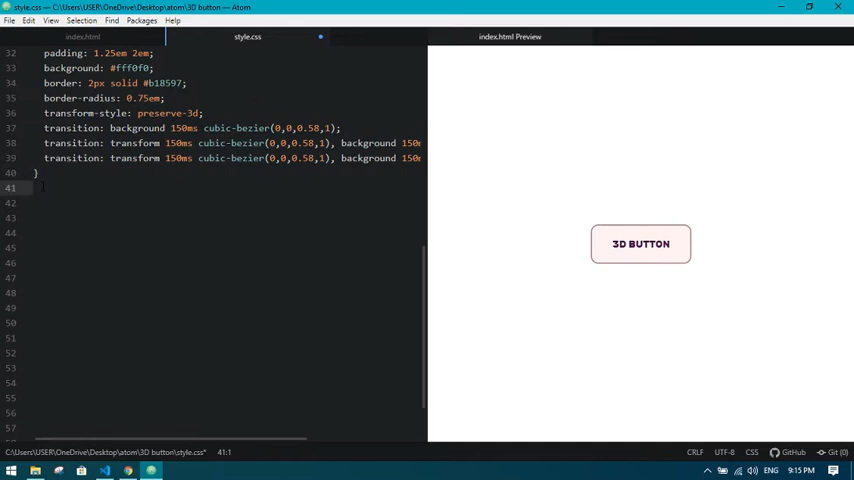 style.css — C:\Users\USER\OneDrive\Desktop\atom\3D button — Atom
File Edit View Selection Find Packages Help
index.html style.css index.html Preview
32 padding: 1.25em 2em;
33 background: #fff0f0;
34 border: 2px solid #b18597;
35 border-radius: 0.75em;
36 transform-style: preserve-3d;
37 transition: background 150ms cubic-bezier(0,0,0.58,1);
38 transition: transform 150ms cubic-bezier(0,0,0.58,1), background 150m
39 transition: transform 150ms cubic-bezier(0,0,0.58,1), background 150m
40 }
41
42
43
44
45
46
47
48
49
50
51
52
53
54
55
56
57
3D BUTTON
C:\Users\USER\OneDrive\Desktop\atom\3D button\style.css* 41:1 CRLF UTF-8 CSS GitHub Git (0)
ENG 9:15 PM